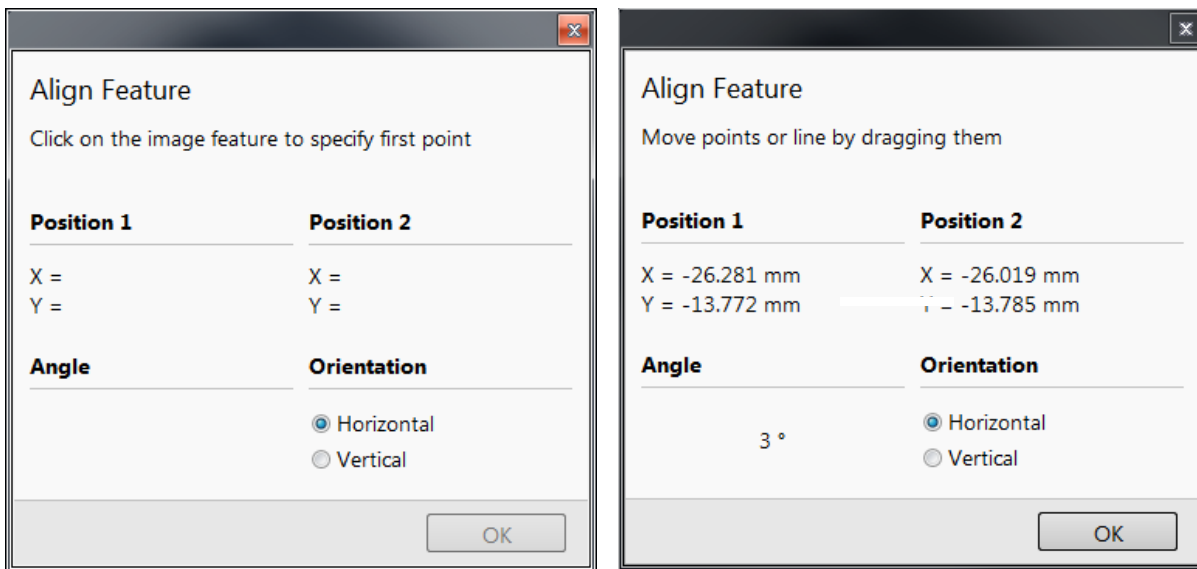 Align Feature
Click on the image feature to specify first point
Position 1 Position 2
X = X =
Y = Y =
Angle Orientation
Horizontal
Vertical
OK
Align Feature
Move points or line by dragging them
Position 1 Position 2
X = -26.281 mm X = -26.019 mm
Y = -13.772 mm = -13.785 mm
Angle Orientation
3 ° Horizontal
Vertical
OK